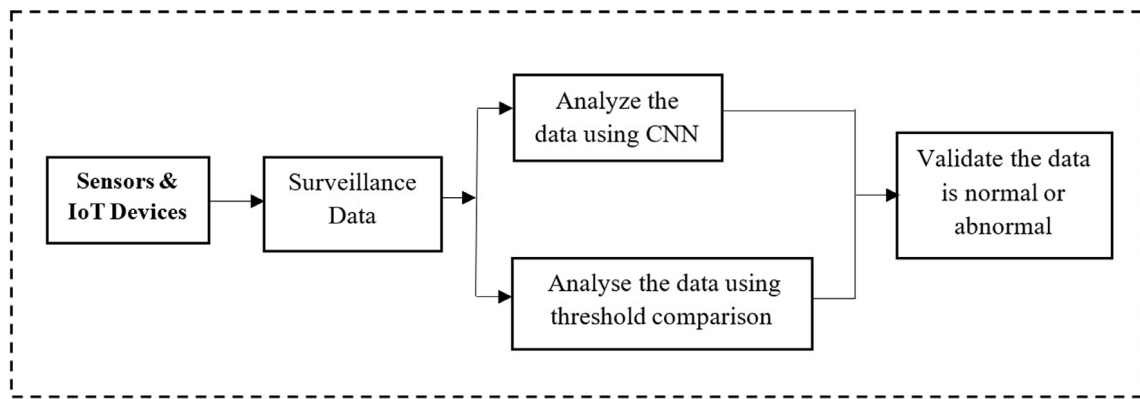 Sensors &
IoT Devices
Surveillance
Data
Analyze the
data using CNN
Analyse the data using
threshold comparison
Validate the data
is normal or
abnormal